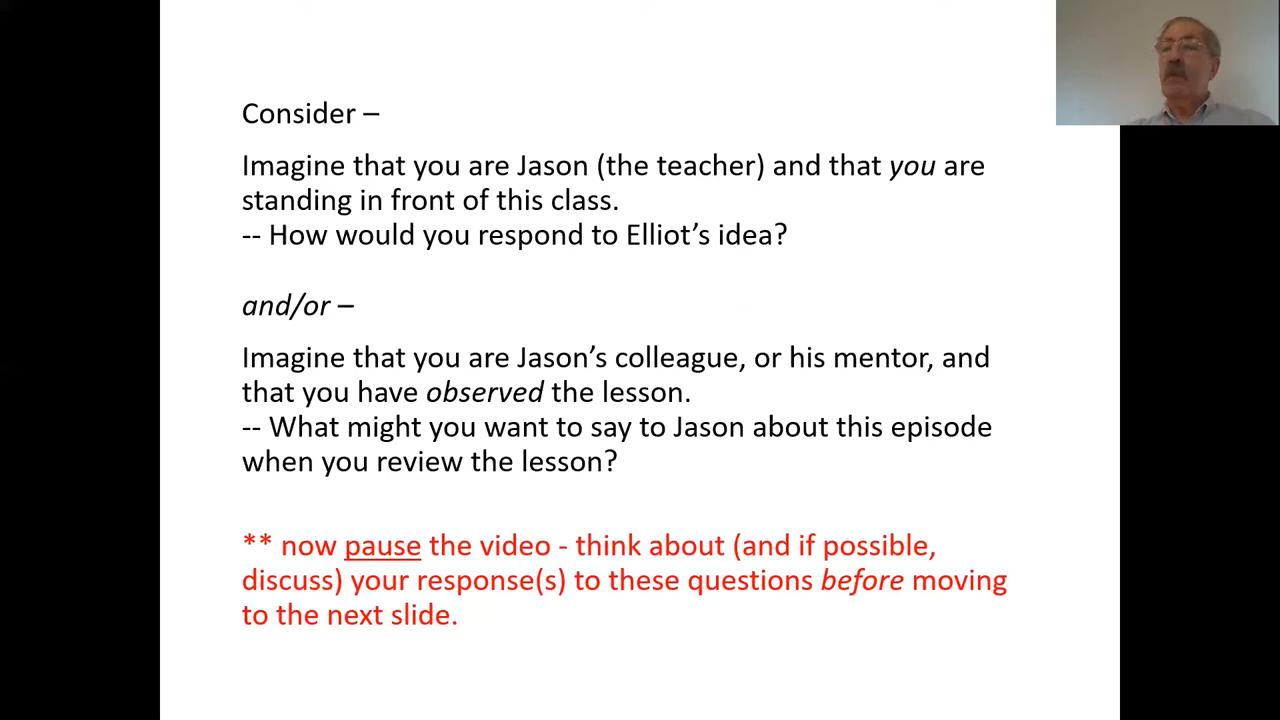 Consider –
Imagine that you are Jason (the teacher) and that you are
standing in front of this class.
-- How would you respond to Elliot’s idea?
and/or –
Imagine that you are Jason’s colleague, or his mentor, and
that you have observed the lesson.
-- What might you want to say to Jason about this episode
when you review the lesson?
** now pause the video - think about (and if possible,
discuss) your response(s) to these questions before moving
to the next slide.